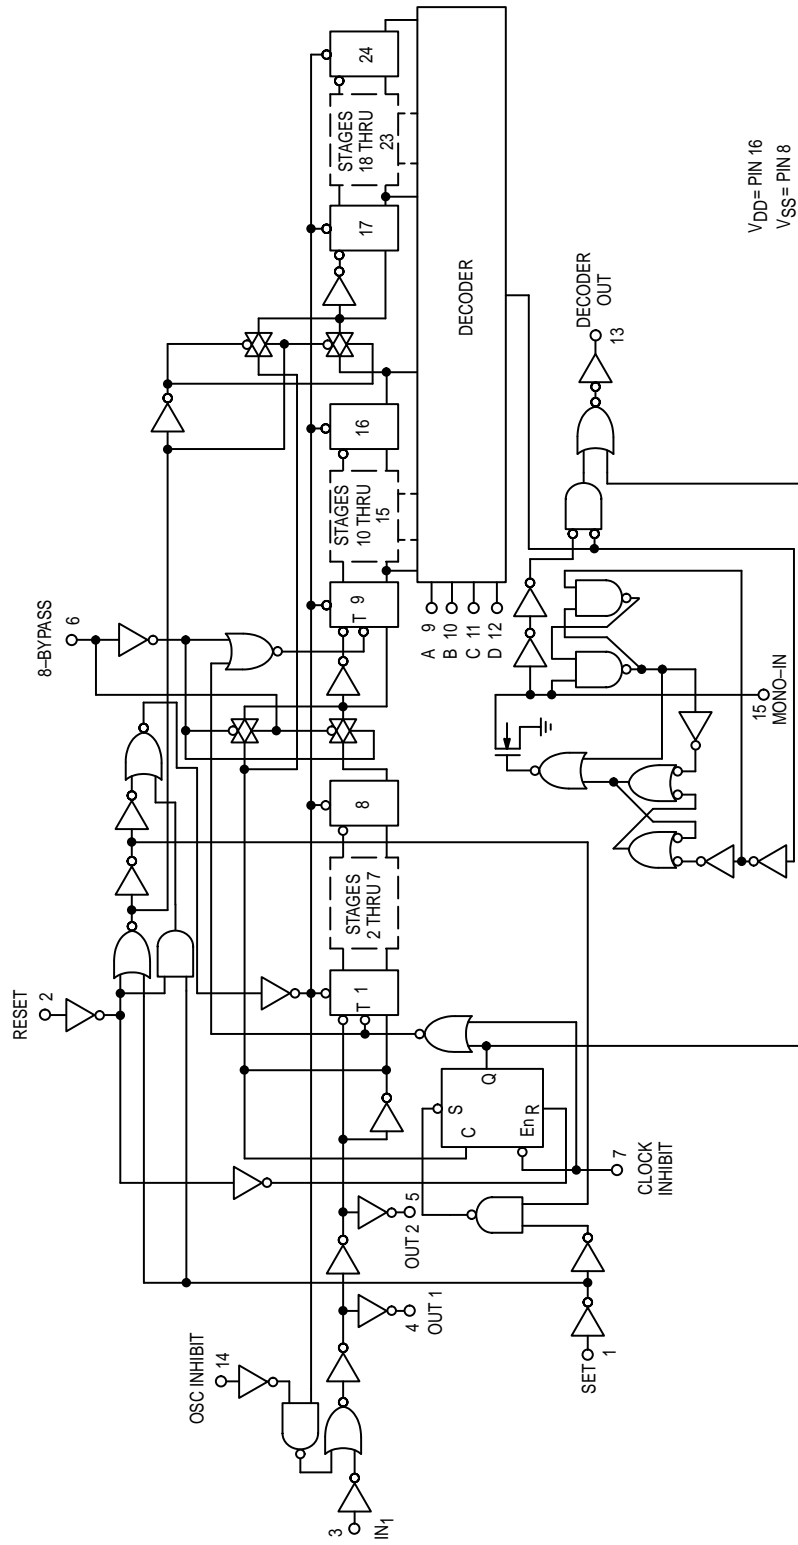 RESET
2
8–BYPASS
6
OSC INHIBIT
14
3
IN1
4
OUT 1
OUT 2
5
T 1
STAGES
2 THRU 7
8
T 9
STAGES
10 THRU
15
16
17
STAGES
18 THRU
23
24
DECODER
A 9
B 10
C 11
D 12
C
S
Q
En
R
7
CLOCK
INHIBIT
SET
1
15
MONO–IN
DECODER
OUT
13
VDD = PIN 16
VSS = PIN 8